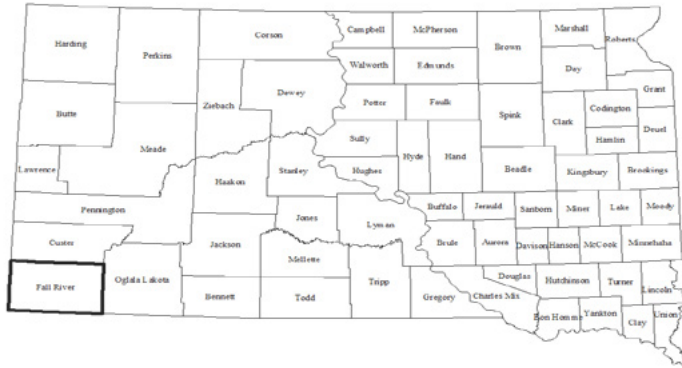 Harding
Perkins
Corson
Campbell
McPherson
Brown
Marshall
Roberts
Walworth
Edmunds
Day
Butte
Meade
Ziebach
Dewey
Potter
Faulk
Spink
Clark
Codington
Grant
Hamlin
Deuel
Lawrence
Haakon
Stanley
Sully
Hughes
Hyde
Hand
Beadle
Kingsbury
Brookings
Pennington
Jackson
Jones
Lyman
Buffalo
Jerauld
Sanborn
Miner
Lake
Moody
Custer
Mellette
Brule
Aurora
Davison
Hanson
McCook
Minnehaha
Fall River
Oglala Lakota
Bennett
Todd
Tripp
Gregory
Charles Mix
Douglas
Hutchinson
Turner
Lincoln
Bon Homme
Yankton
Clay
Union